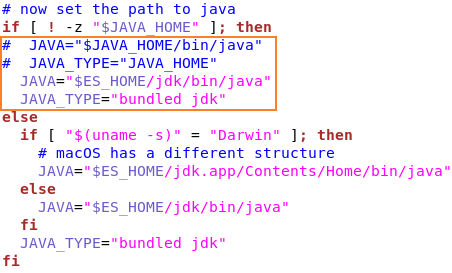 # now set the path to java
if [ ! -z "$JAVA_HOME" ]; then
#  JAVA="$JAVA_HOME/bin/java"
#  JAVA_TYPE="JAVA_HOME"
  JAVA="$ES_HOME/jdk/bin/java"
  JAVA_TYPE="bundled jdk"
else
  if [ "$(uname -s)" = "Darwin" ]; then
    # macOS has a different structure
    JAVA="$ES_HOME/jdk.app/Contents/Home/bin/java"
  else
    JAVA="$ES_HOME/jdk/bin/java"
  fi
  JAVA_TYPE="bundled jdk"
fi